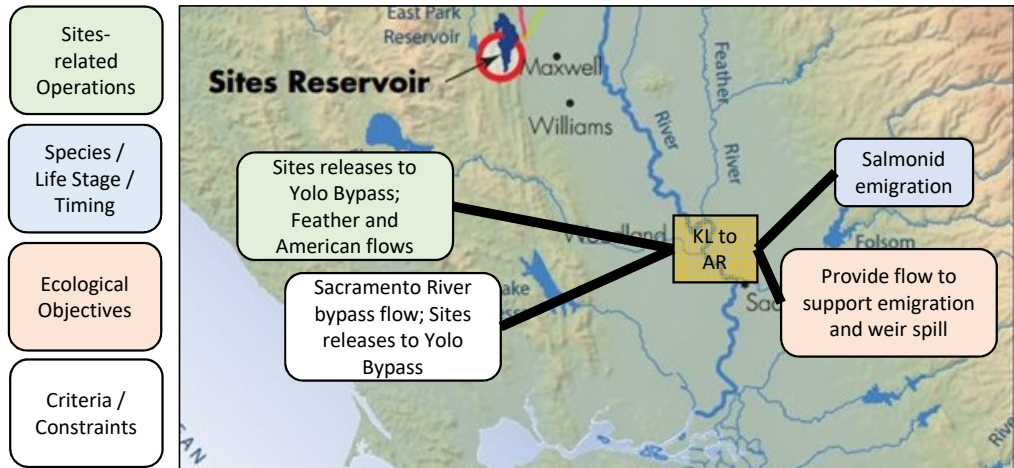 Sites-
related
Operations
Species /
Life Stage /
Timing
Ecological
Objectives
Criteria /
Constraints
East Park
Reservoir
Sites Reservoir
Maxwell
Williams
River
Feather
River
Sites releases to
Yolo Bypass;
Feather and
American flows
Sacramento River
bypass flow; Sites
releases to Yolo
Bypass
KL to
AR
Salmonid
emigration
Folsom
Provide flow to
support emigration
and weir spill